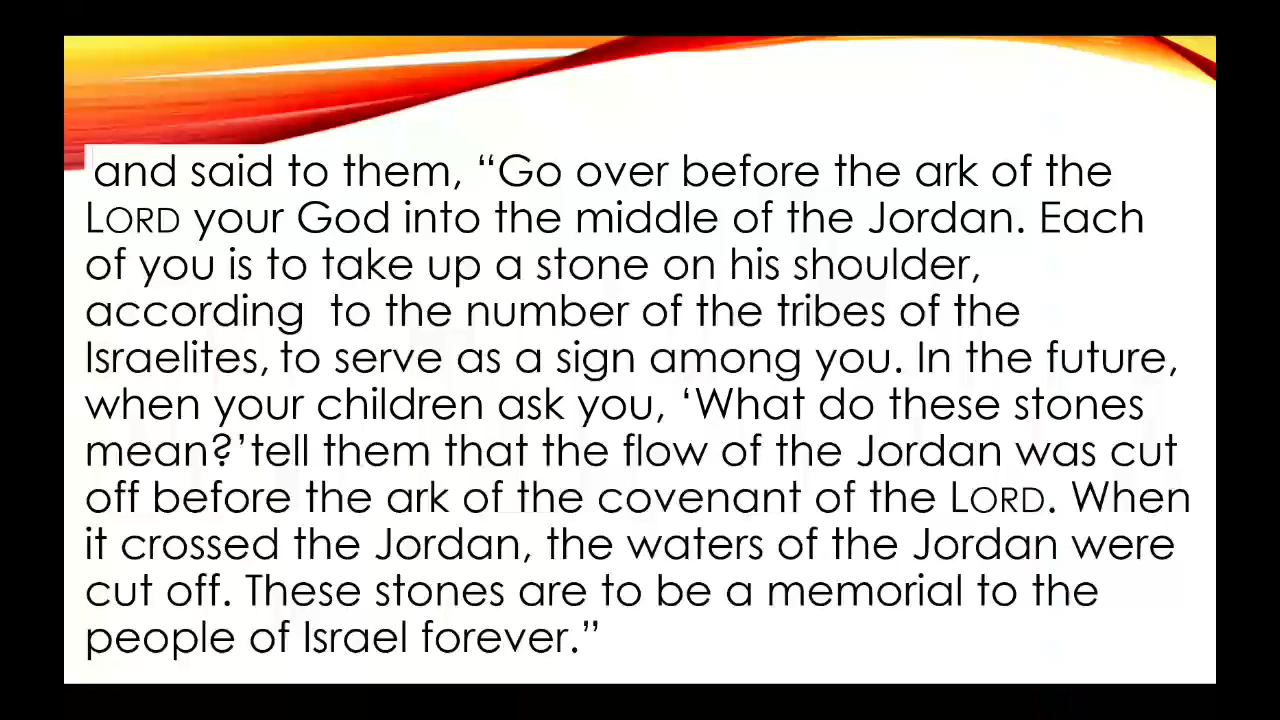 and said to them, “Go over before the ark of the
LORD your God into the middle of the Jordan. Each
of you is to take up a stone on his shoulder,
according  to the number of the tribes of the
Israelites, to serve as a sign among you. In the future,
when your children ask you, ‘What do these stones
mean?’tell them that the flow of the Jordan was cut
off before the ark of the covenant of the LORD. When
it crossed the Jordan, the waters of the Jordan were
cut off. These stones are to be a memorial to the
people of Israel forever.”